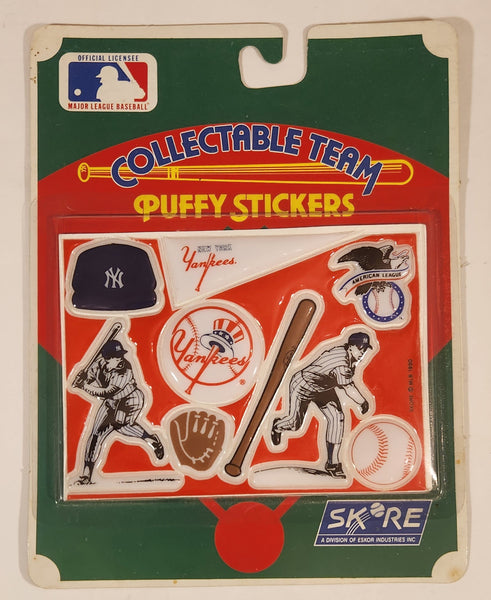 OFFICIAL LICENSEE
MAJOR LEAGUE BASEBALL®
COLLECTABLE TEAM
PUFFY STICKERS
NY
NEW YORK
Yankees.
AMERICAN LEAGUE
Yankees
®
SKORE
A DIVISION OF ESKOR INDUSTRIES INC